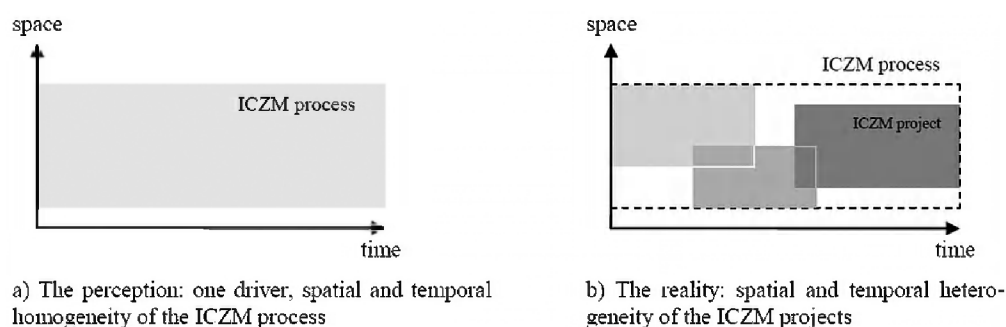 space
ICZM process
time
a) The perception: one driver, spatial and temporal
homogeneity of the ICZM process
space
ICZM process
ICZM project
time
b) The reality: spatial and temporal hetero-
geneity of the ICZM projects